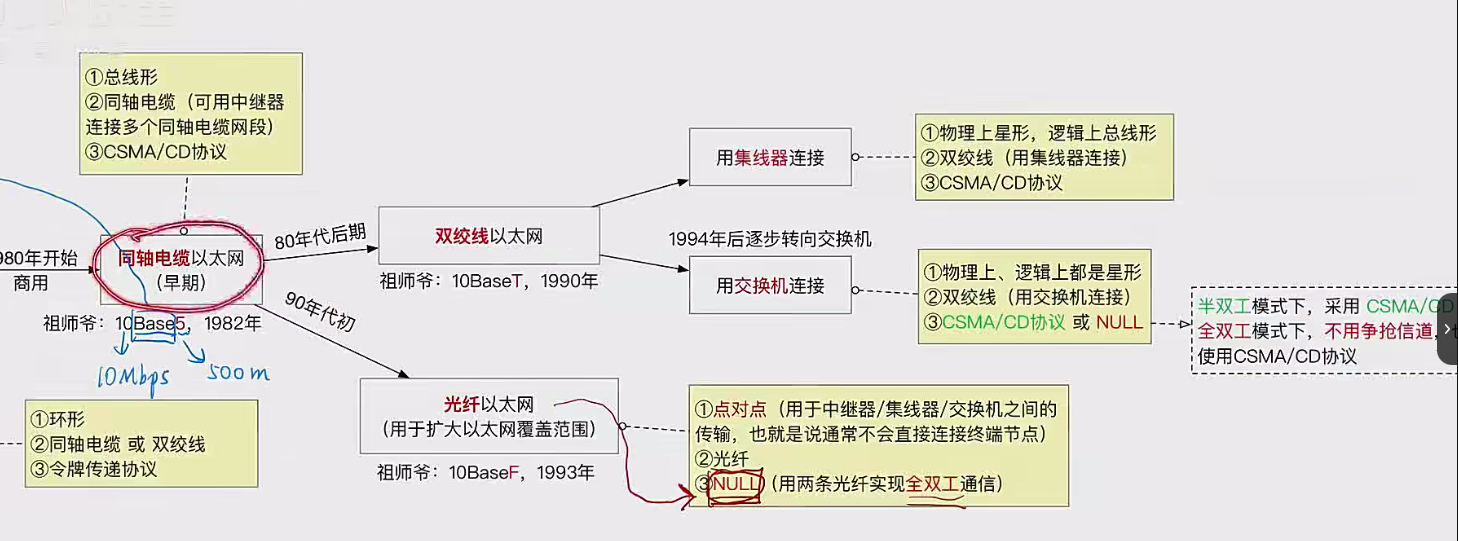 ①总线形
②同轴电缆（可用中继器
连接多个同轴电缆网段）
③CSMA/CD协议
980年开始
商用
同轴电缆以太网
（早期）
祖师爷：10Base5，1982年
10Mbps
500m
①环形
②同轴电缆 或 双绞线
③令牌传递协议
80年代后期
90年代初
双绞线以太网
祖师爷：10BaseT，1990年
光纤以太网
（用于扩大以太网覆盖范围）
祖师爷：10BaseF，1993年
用集线器连接
1994年后逐步转向交换机
用交换机连接
①物理上星形，逻辑上总线形
②双绞线（用集线器连接）
③CSMA/CD协议
①物理上、逻辑上都是星形
②双绞线（用交换机连接）
③CSMA/CD协议 或 NULL
半双工模式下，采用 CSMA/CD
全双工模式下，不用争抢信道，
使用CSMA/CD协议
①点对点（用于中继器/集线器/交换机之间的
传输，也就是说通常不会直接连接终端节点）
②光纤
③NULL（用两条光纤实现全双工通信）